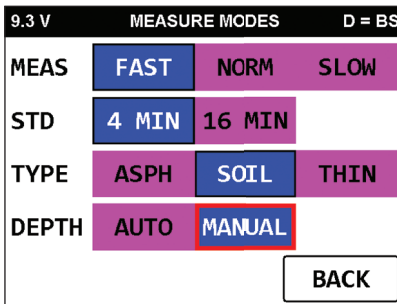 9.3 V MEASURE MODES D = BS
MEAS FAST NORM SLOW
STD 4 MIN 16 MIN
TYPE ASPH SOIL THIN
DEPTH AUTO MANUAL
BACK